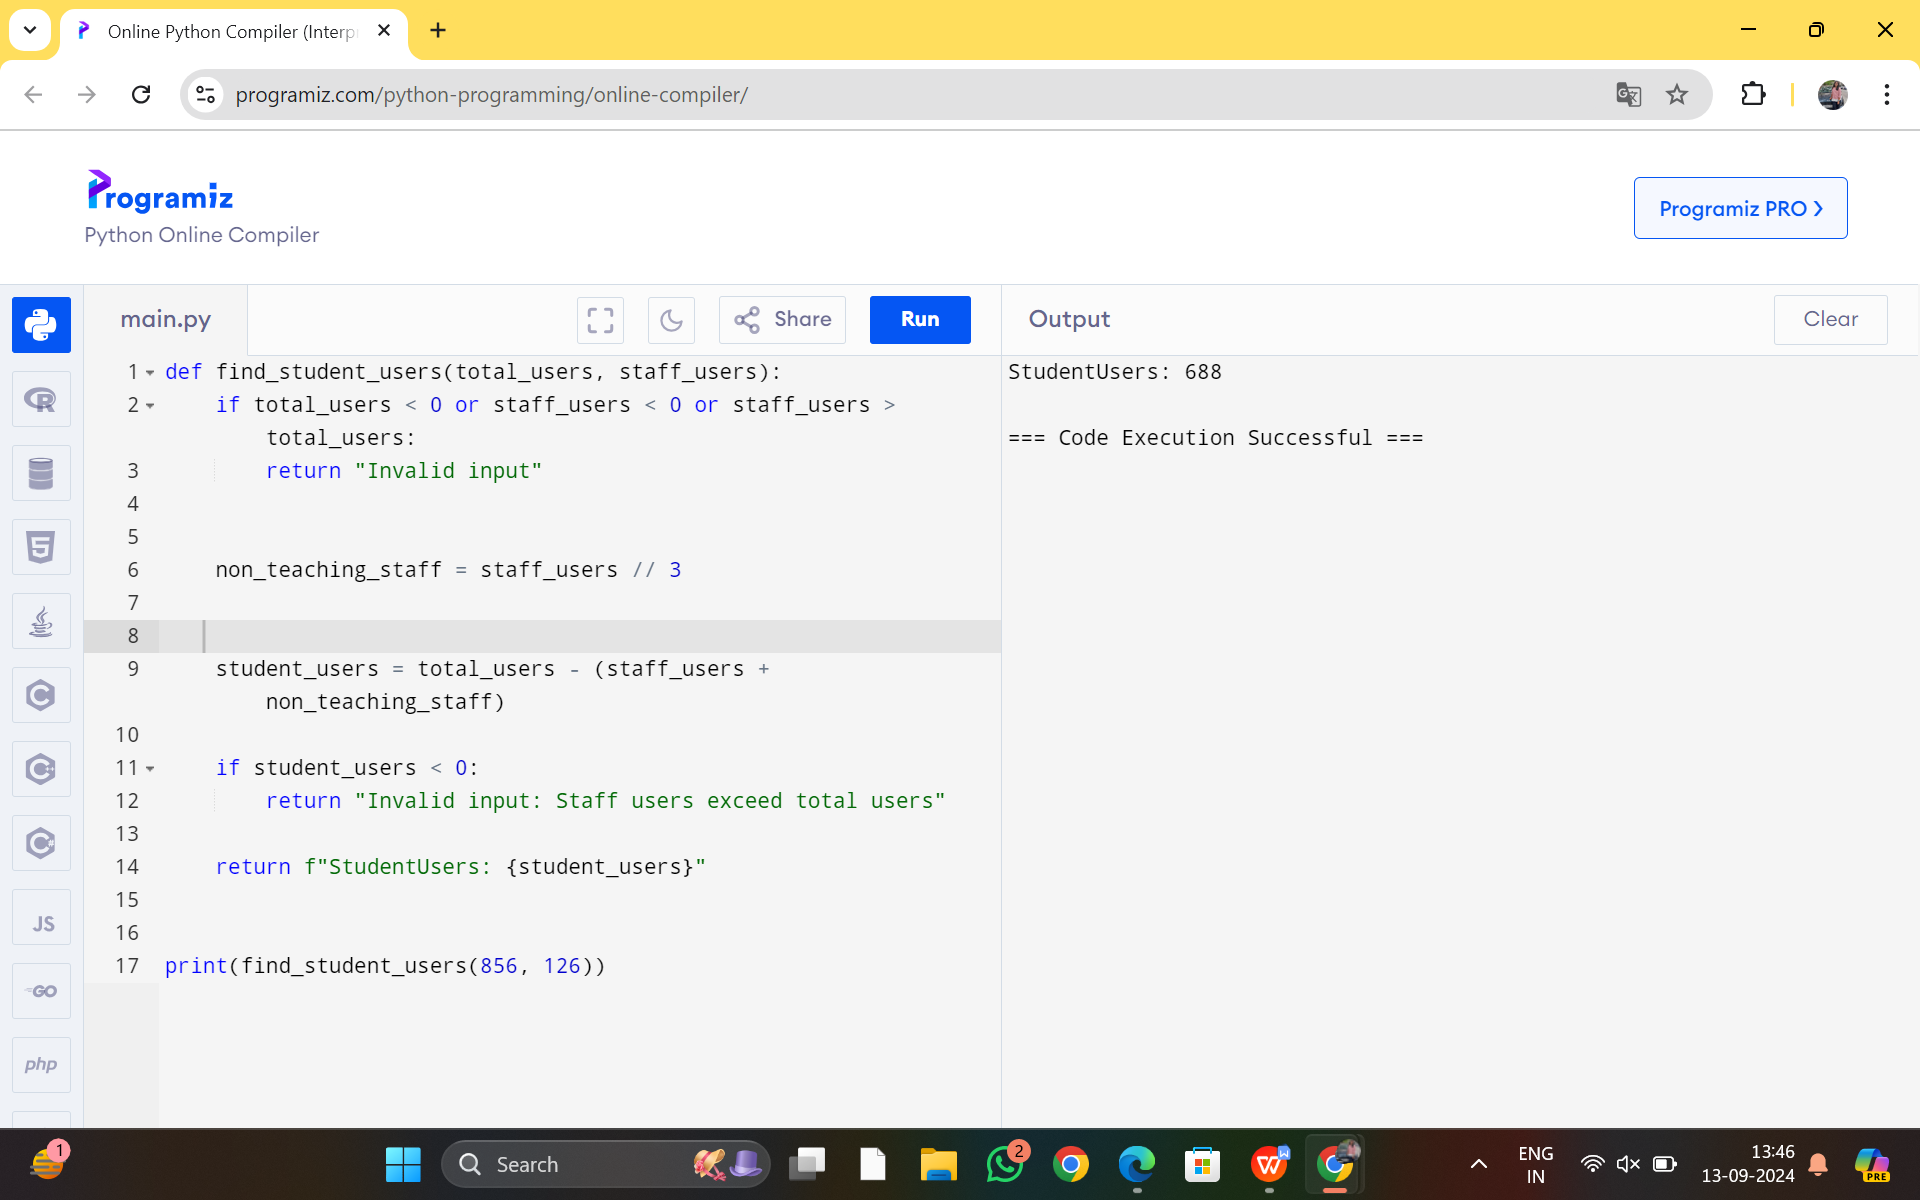 Online Python Compiler (Interp
programiz.com/python-programming/online-compiler/
Programiz
Python Online Compiler
Programiz PRO
main.py
Share
Run
Output
Clear
1 def find_student_users(total_users, staff_users):
2 if total_users < 0 or staff_users < 0 or staff_users >
total_users:
3 return "Invalid input"
4
5
6 non_teaching_staff = staff_users // 3
7
8
9 student_users = total_users - (staff_users +
non_teaching_staff)
10
11 if student_users < 0:
12 return "Invalid input: Staff users exceed total users"
13
14 return f"StudentUsers: {student_users}"
15
16
17 print(find_student_users(856, 126))
StudentUsers: 688
=== Code Execution Successful ===
R
5
C
C
C#
JS
GO
php
1
Search
2
W
W
ENG
IN
13:46
13-09-2024
PRE